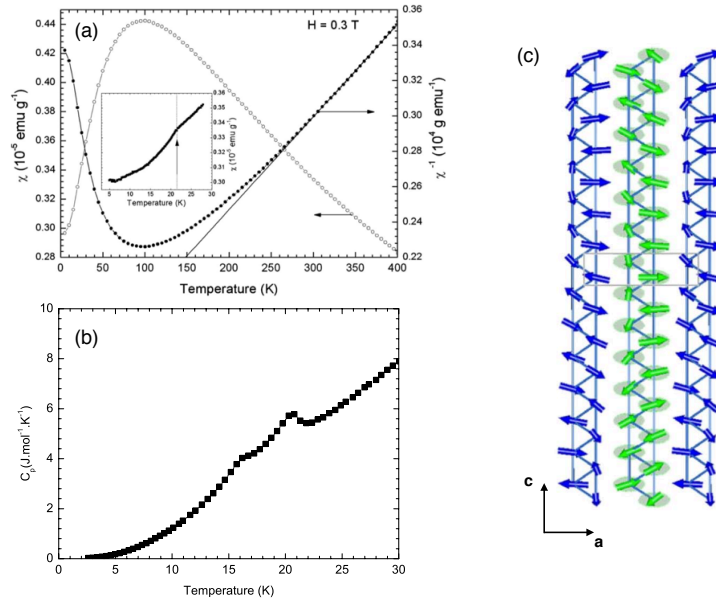 (a)
H = 0.3 T
0.44
0.42
0.40
0.38
0.36
0.34
0.32
0.30
0.28
χ (10⁻⁵ emu g⁻¹)
0 50 100 150 200 250 300 350 400
Temperature (K)
0.36
0.34
0.32
0.30
0.28
0.26
0.24
0.22
χ⁻¹ (10⁴ g emu⁻¹)
0.36
0.35
0.34
0.33
0.32
0.31
0.30
χ (10⁻⁵ emu g⁻¹)
5 10 15 20 25 30
Temperature (K)
(b)
10
8
6
4
2
0
Cₚ(J.mol⁻¹.K⁻¹)
0 5 10 15 20 25 30
Temperature (K)
(c)
c
a